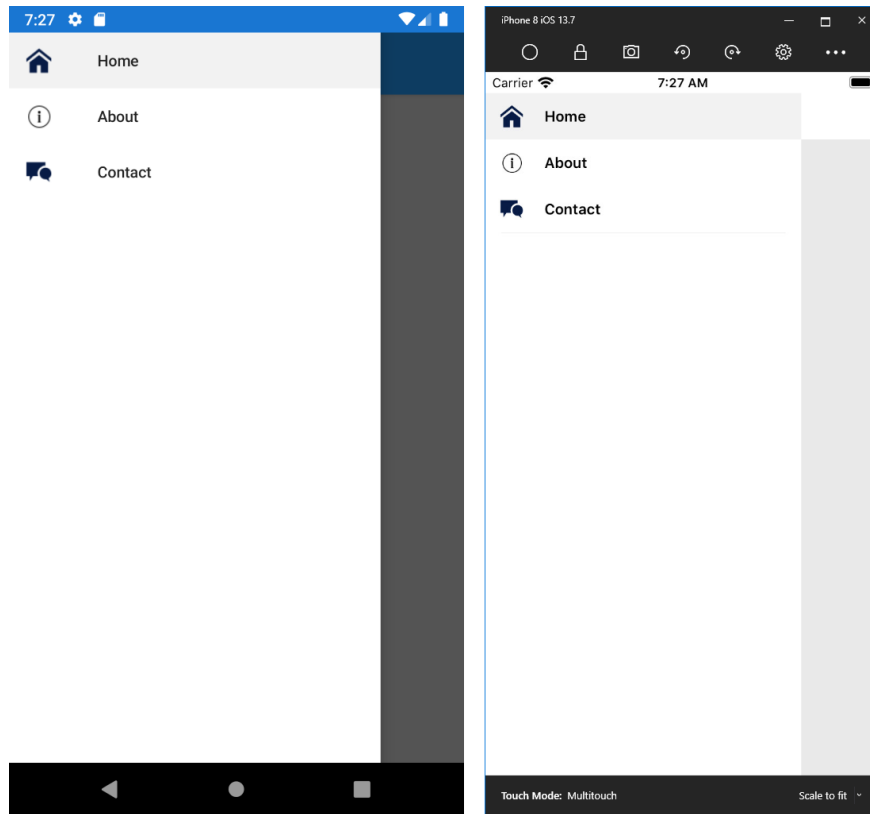 7:27
Home
About
Contact
iPhone 8 iOS 13.7
Carrier 7:27 AM
Home
About
Contact
Touch Mode: Multitouch Scale to fit